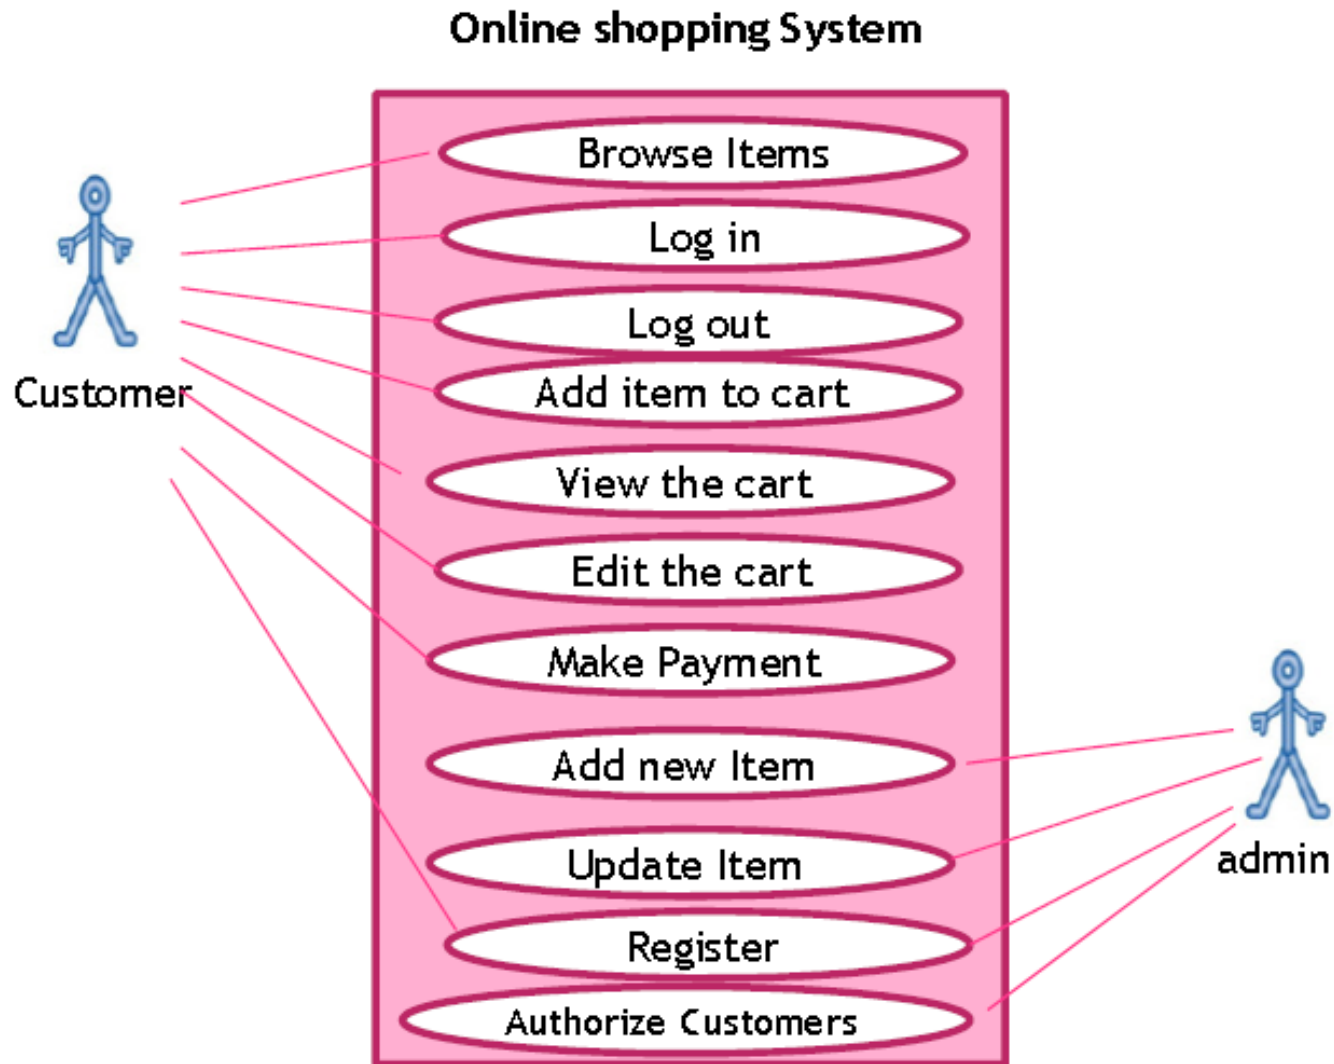 Online shopping System
Browse Items
Log in
Log out
Add item to cart
Customer
View the cart
Edit the cart
Make Payment
Add new Item
Update Item
admin
Register
Authorize Customers